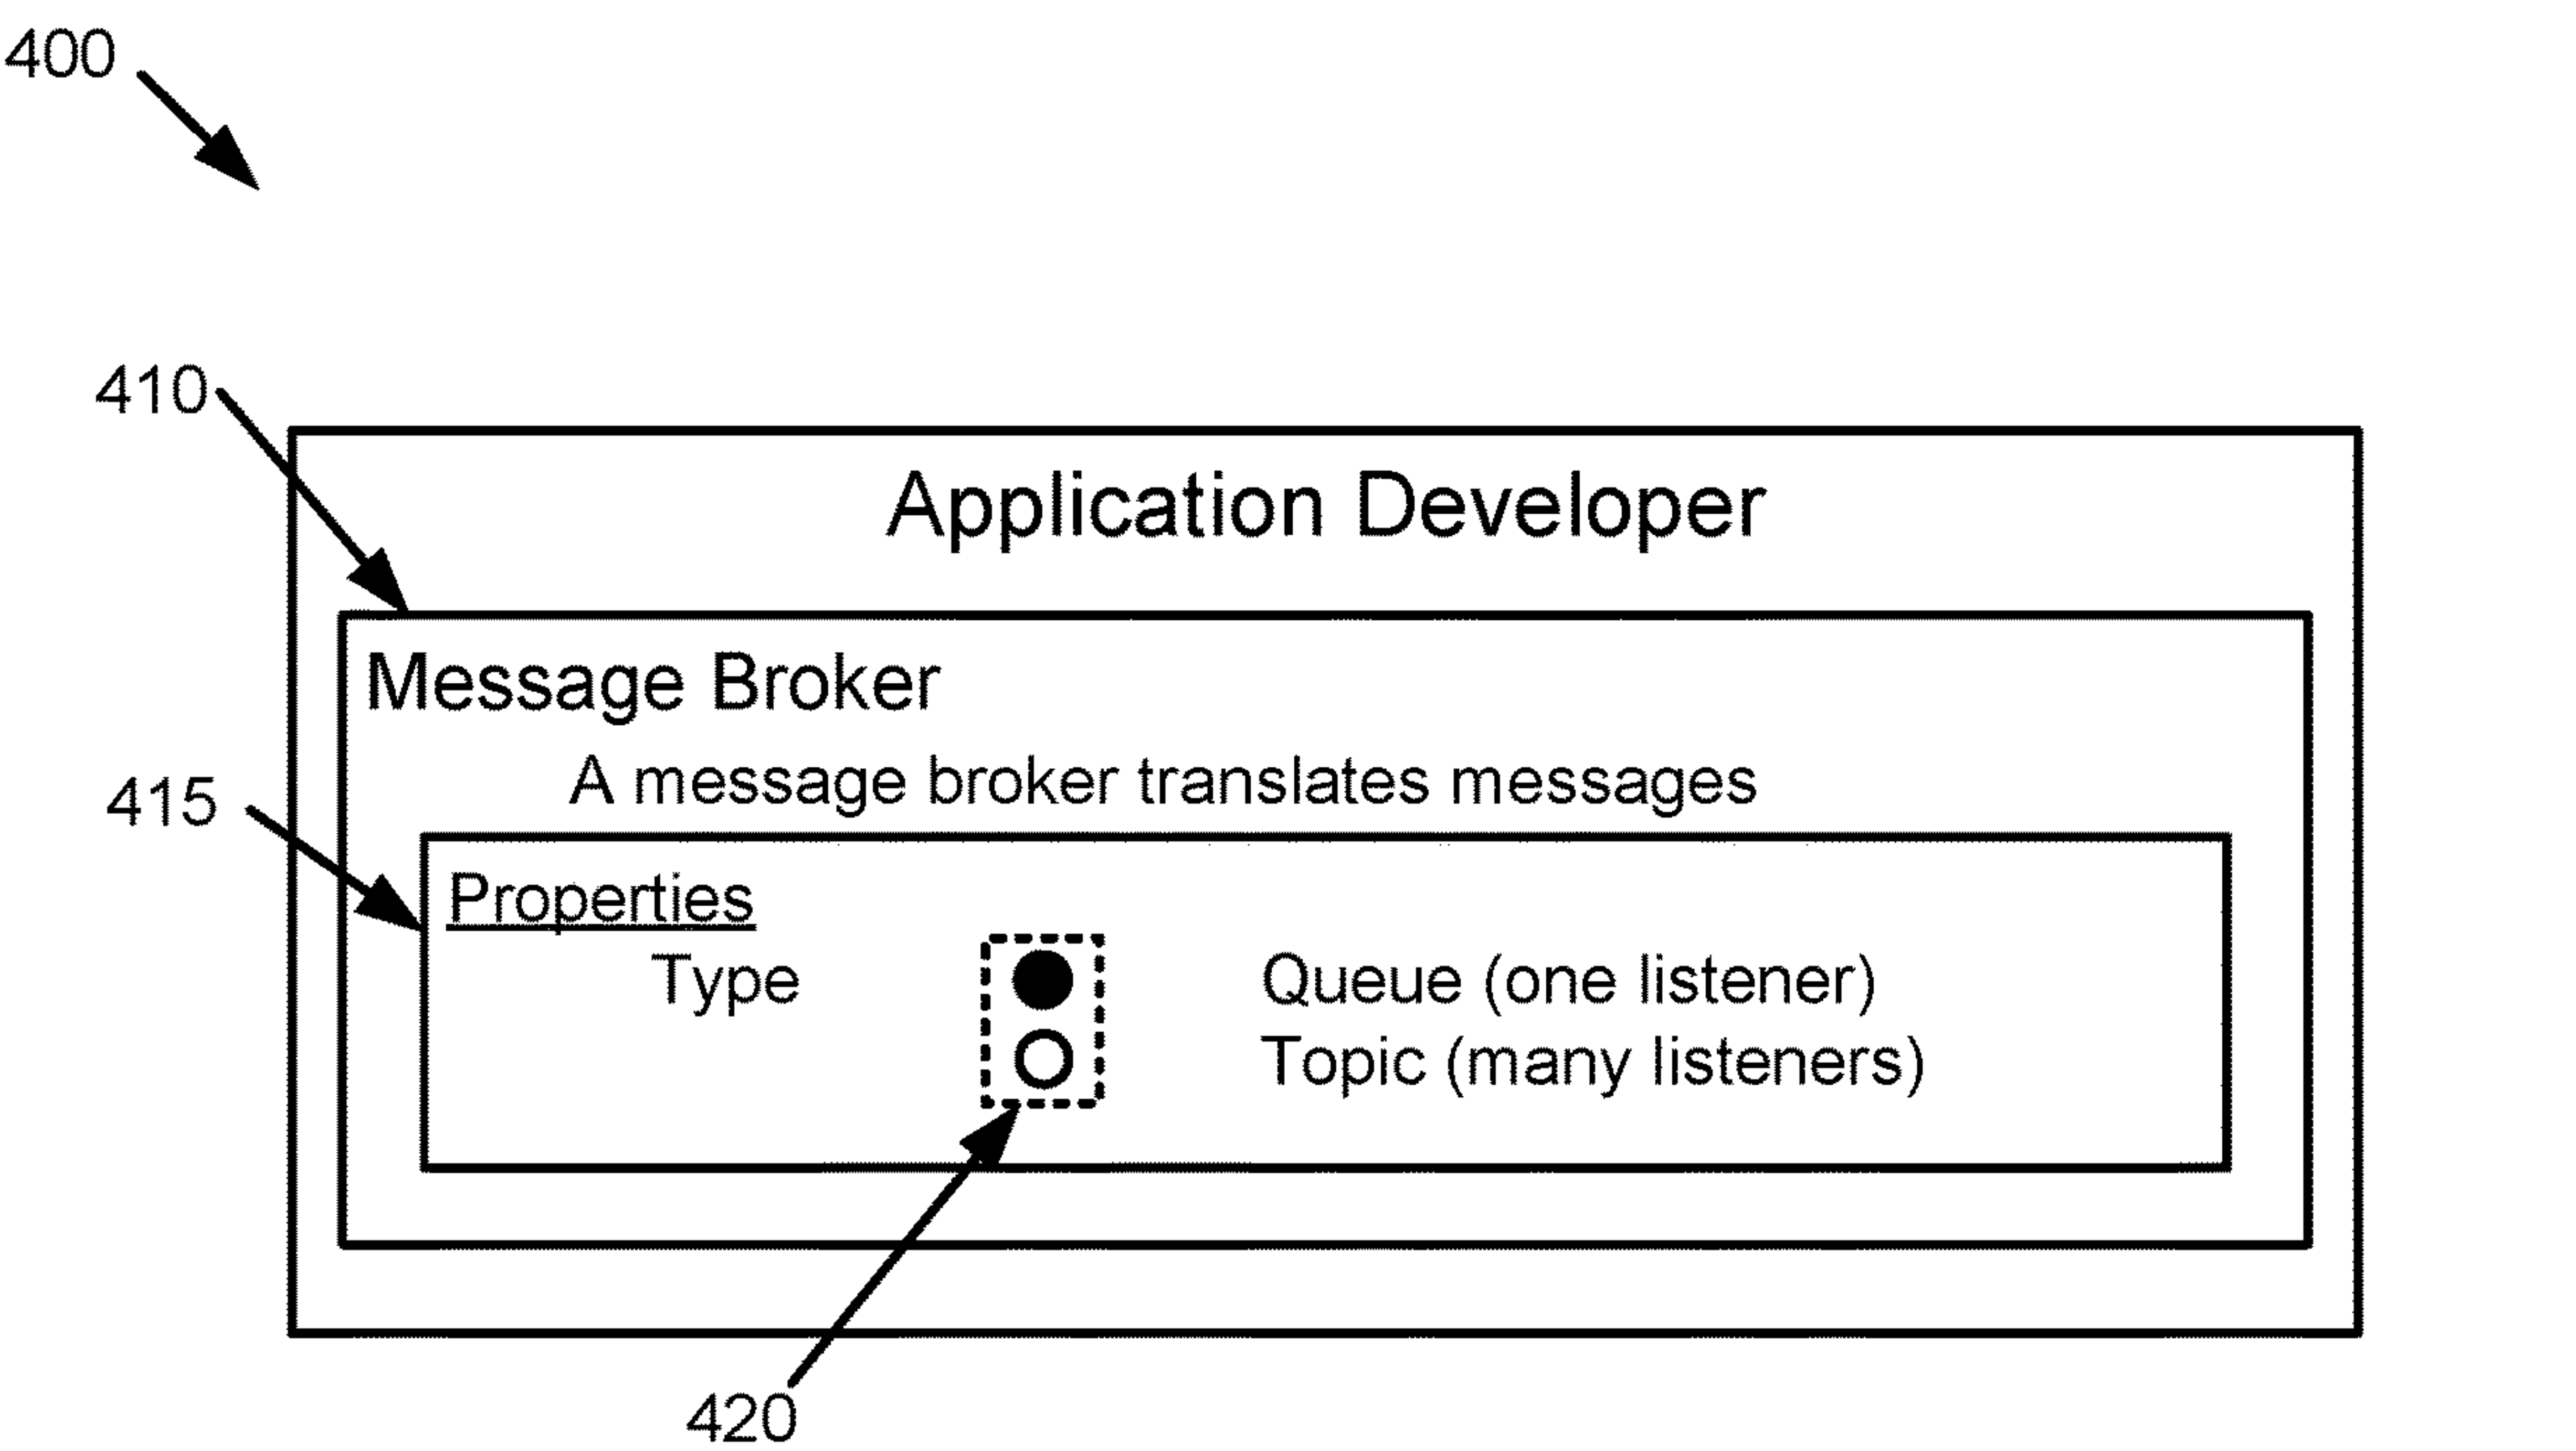 400
410
Application Developer
Message Broker
A message broker translates messages
415
Properties
Type Queue (one listener)
Topic (many listeners)
420